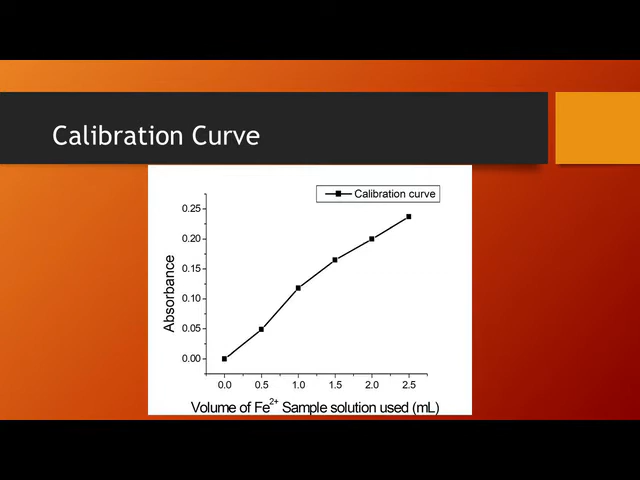 Calibration Curve
Calibration curve
0.25
0.20
0.15
0.10
0.05
0.00
Absorbance
0.0 0.5 1.0 1.5 2.0 2.5
Volume of Fe²⁺ Sample solution used (mL)